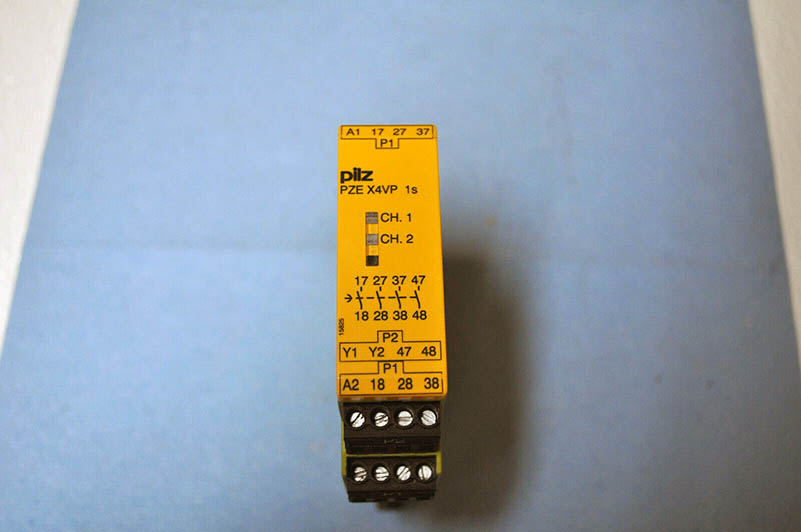 A1 17 27 37
P1
pilz
PZE X4VP 1s
CH. 1
CH. 2
17 27 37 47
18 28 38 48
15825
P2
Y1 Y2 47 48
P1
A2 18 28 38